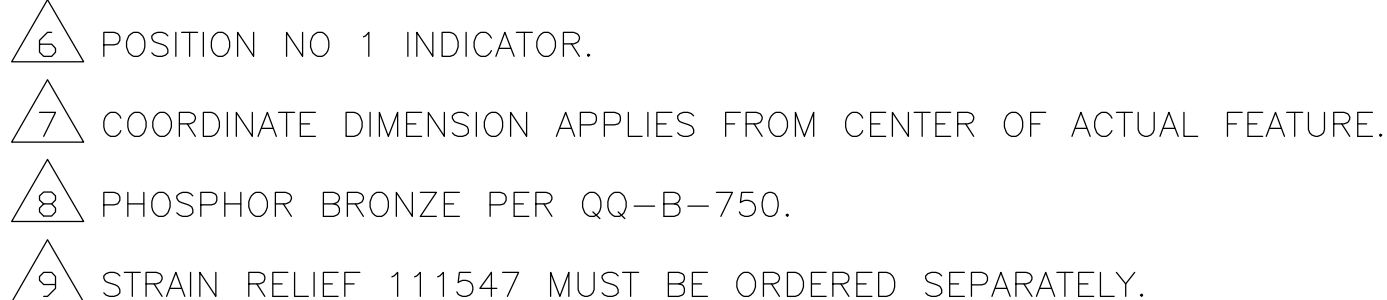 6 POSITION NO 1 INDICATOR.
7 COORDINATE DIMENSION APPLIES FROM CENTER OF ACTUAL FEATURE.
8 PHOSPHOR BRONZE PER QQ-B-750.
9 STRAIN RELIEF 111547 MUST BE ORDERED SEPARATELY.